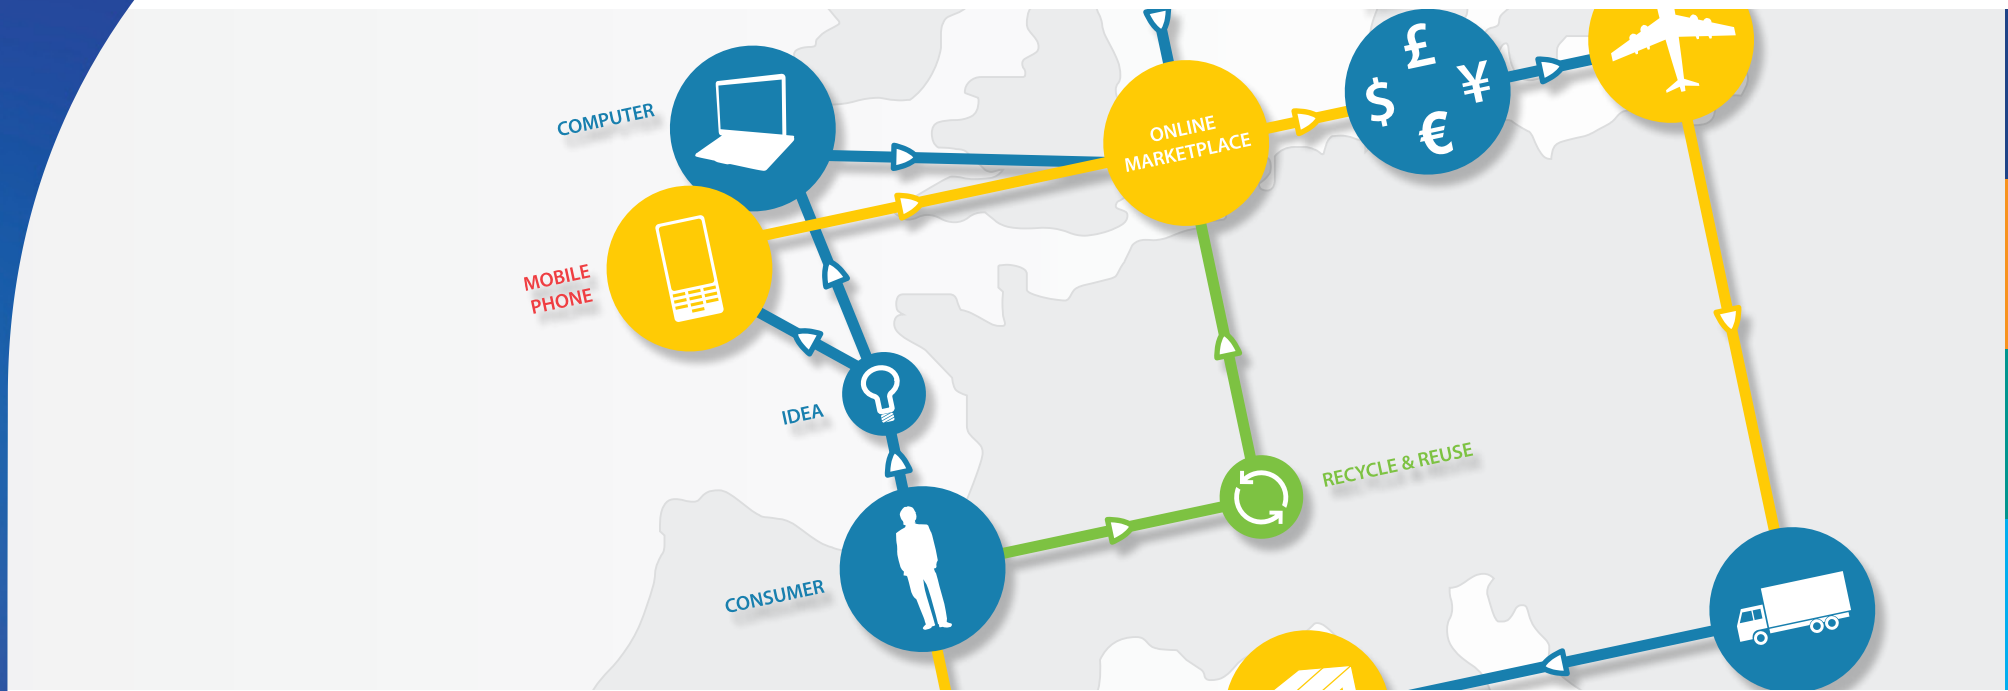 £
$
¥
€
COMPUTER
ONLINE
MARKETPLACE
MOBILE
PHONE
IDEA
RECYCLE & REUSE
CONSUMER